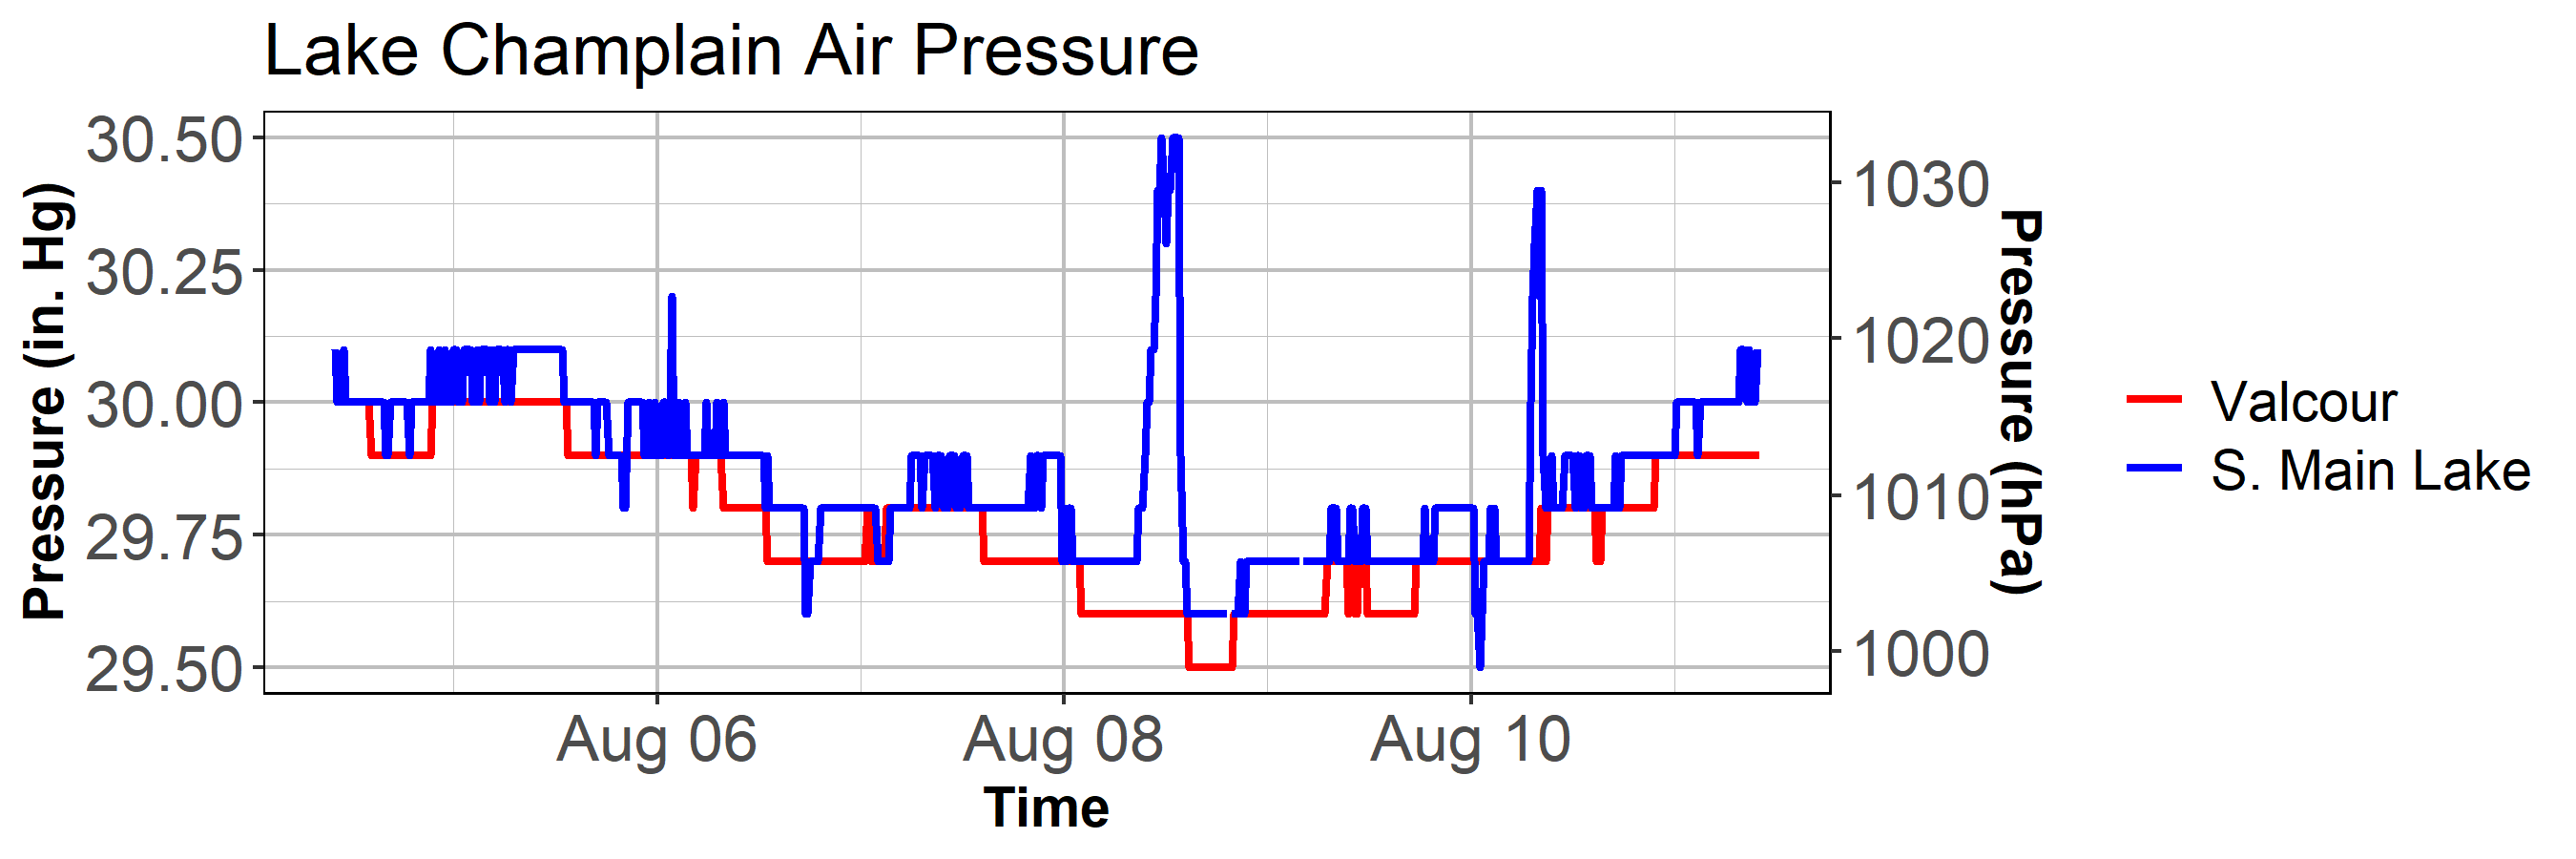 Lake Champlain Air Pressure
Pressure (in. Hg)
30.50
30.25
30.00
29.75
29.50
1030
1020
1010
1000
Pressure (hPa)
Aug 06
Aug 08
Aug 10
Time
Valcour
S. Main Lake